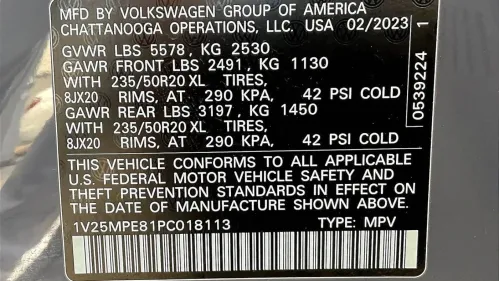 MFD BY VOLKSWAGEN GROUP OF AMERICA
CHATTANOOGA OPERATIONS, LLC. USA 02/2023
GVWR LBS 5578, KG 2530
GAWR FRONT LBS 2491, KG 1130
WITH 235/50R20 XL TIRES,
8JX20 RIMS, AT 290 KPA, 42 PSI COLD
GAWR REAR LBS 3197, KG 1450
WITH 235/50R20 XL TIRES,
8JX20 RIMS, AT 290 KPA, 42 PSI COLD
THIS VEHICLE CONFORMS TO ALL APPLICABLE
U.S. FEDERAL MOTOR VEHICLE SAFETY AND
THEFT PREVENTION STANDARDS IN EFFECT ON
THE DATE OF MANUFACTURE SHOWN ABOVE.
1V25MPE81PC018113 TYPE: MPV
0539224 1